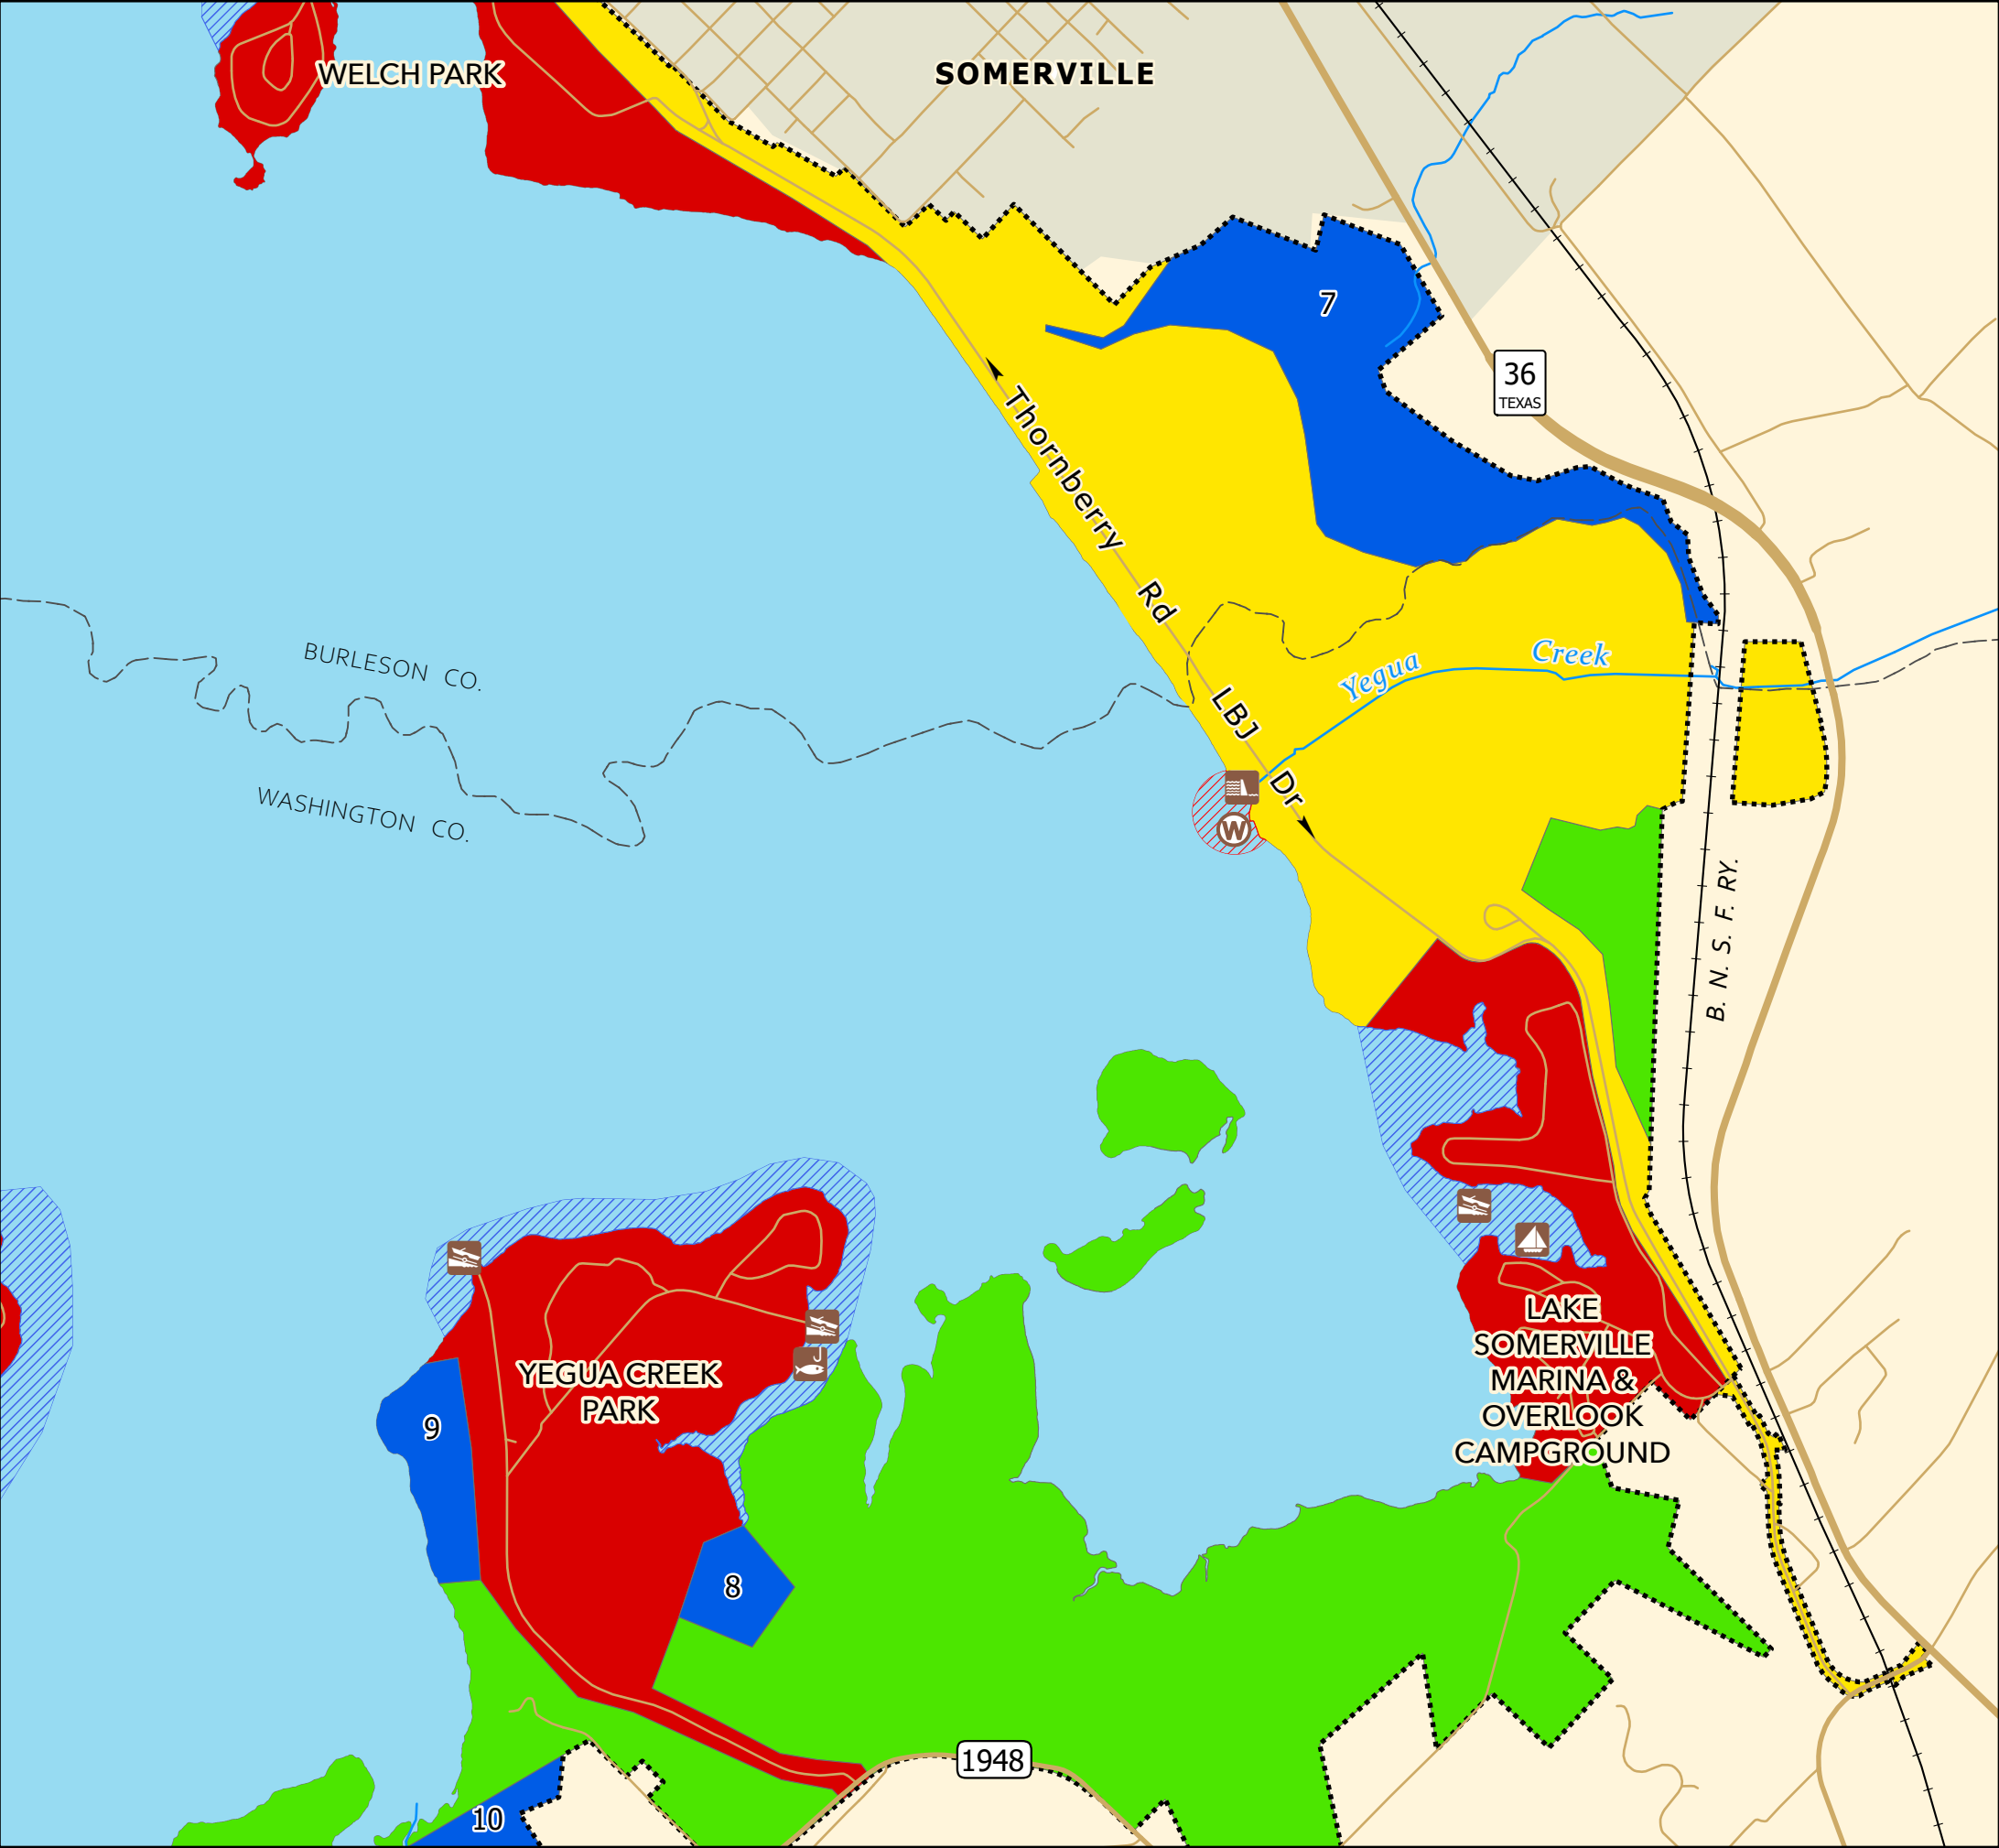 WELCH PARK
SOMERVILLE
7
36
TEXAS
Thornberry Rd
LBJ Dr
BURLESON CO.
WASHINGTON CO.
Yegua Creek
W
B. N. S. F. RY.
LAKE
SOMERVILLE
MARINA &
OVERLOOK
CAMPGROUND
YEGUA CREEK
PARK
9
8
1948
10